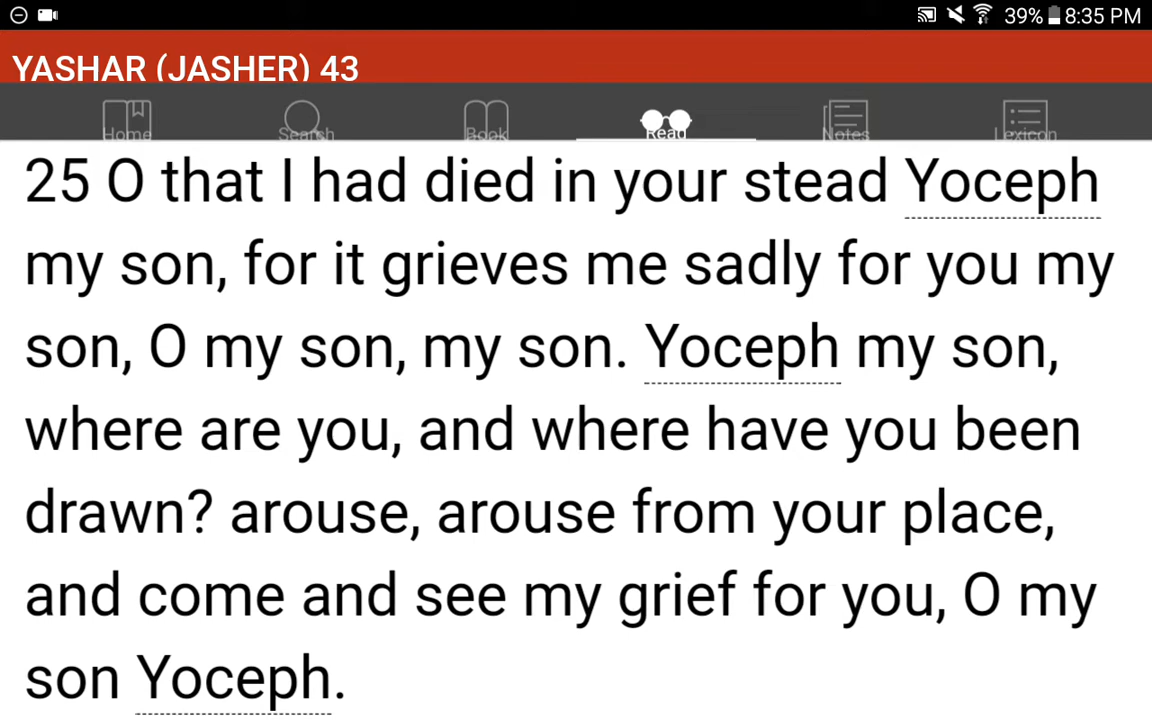 39% 8:35 PM
YASHAR (JASHER) 43
Home Search Book Read Notes Lexicon
25 O that I had died in your stead Yoceph
my son, for it grieves me sadly for you my
son, O my son, my son. Yoceph my son,
where are you, and where have you been
drawn? arouse, arouse from your place,
and come and see my grief for you, O my
son Yoceph.